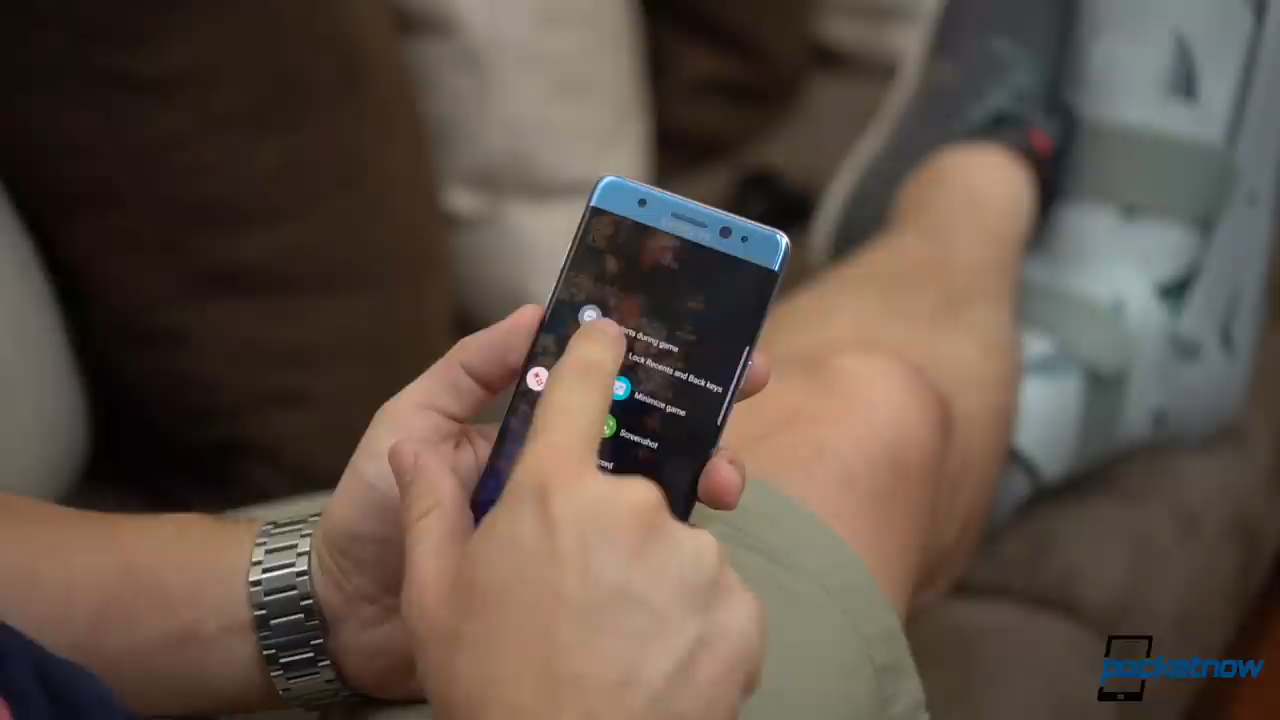 during game
Lock Recents and Back keys
Minimize game
Screenshot
pocketnow